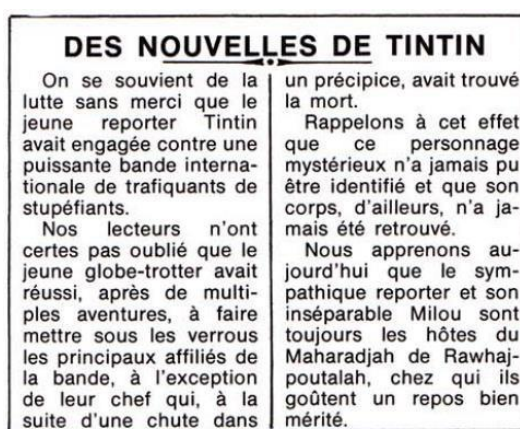 DES NOUVELLES DE TINTIN
On se souvient de la
lutte sans merci que le
jeune reporter Tintin
avait engagée contre une
puissante bande interna-
tionale de trafiquants de
stupéfiants.
Nos lecteurs n'ont
certes pas oublié que le
jeune globe-trotter avait
réussi, après de multi-
ples aventures, à faire
mettre sous les verrous
les principaux affiliés de
la bande, à l'exception
de leur chef qui, à la
suite d'une chute dans
un précipice, avait trouvé
la mort.
Rappelons à cet effet
que ce personnage
mystérieux n'a jamais pu
être identifié et que son
corps, d'ailleurs, n'a ja-
mais été retrouvé.
Nous apprenons au-
jourd'hui que le sym-
pathique reporter et son
inséparable Milou sont
toujours les hôtes du
Maharadjah de Rawhaj-
poutalah, chez qui ils
goûtent un repos bien
mérité.